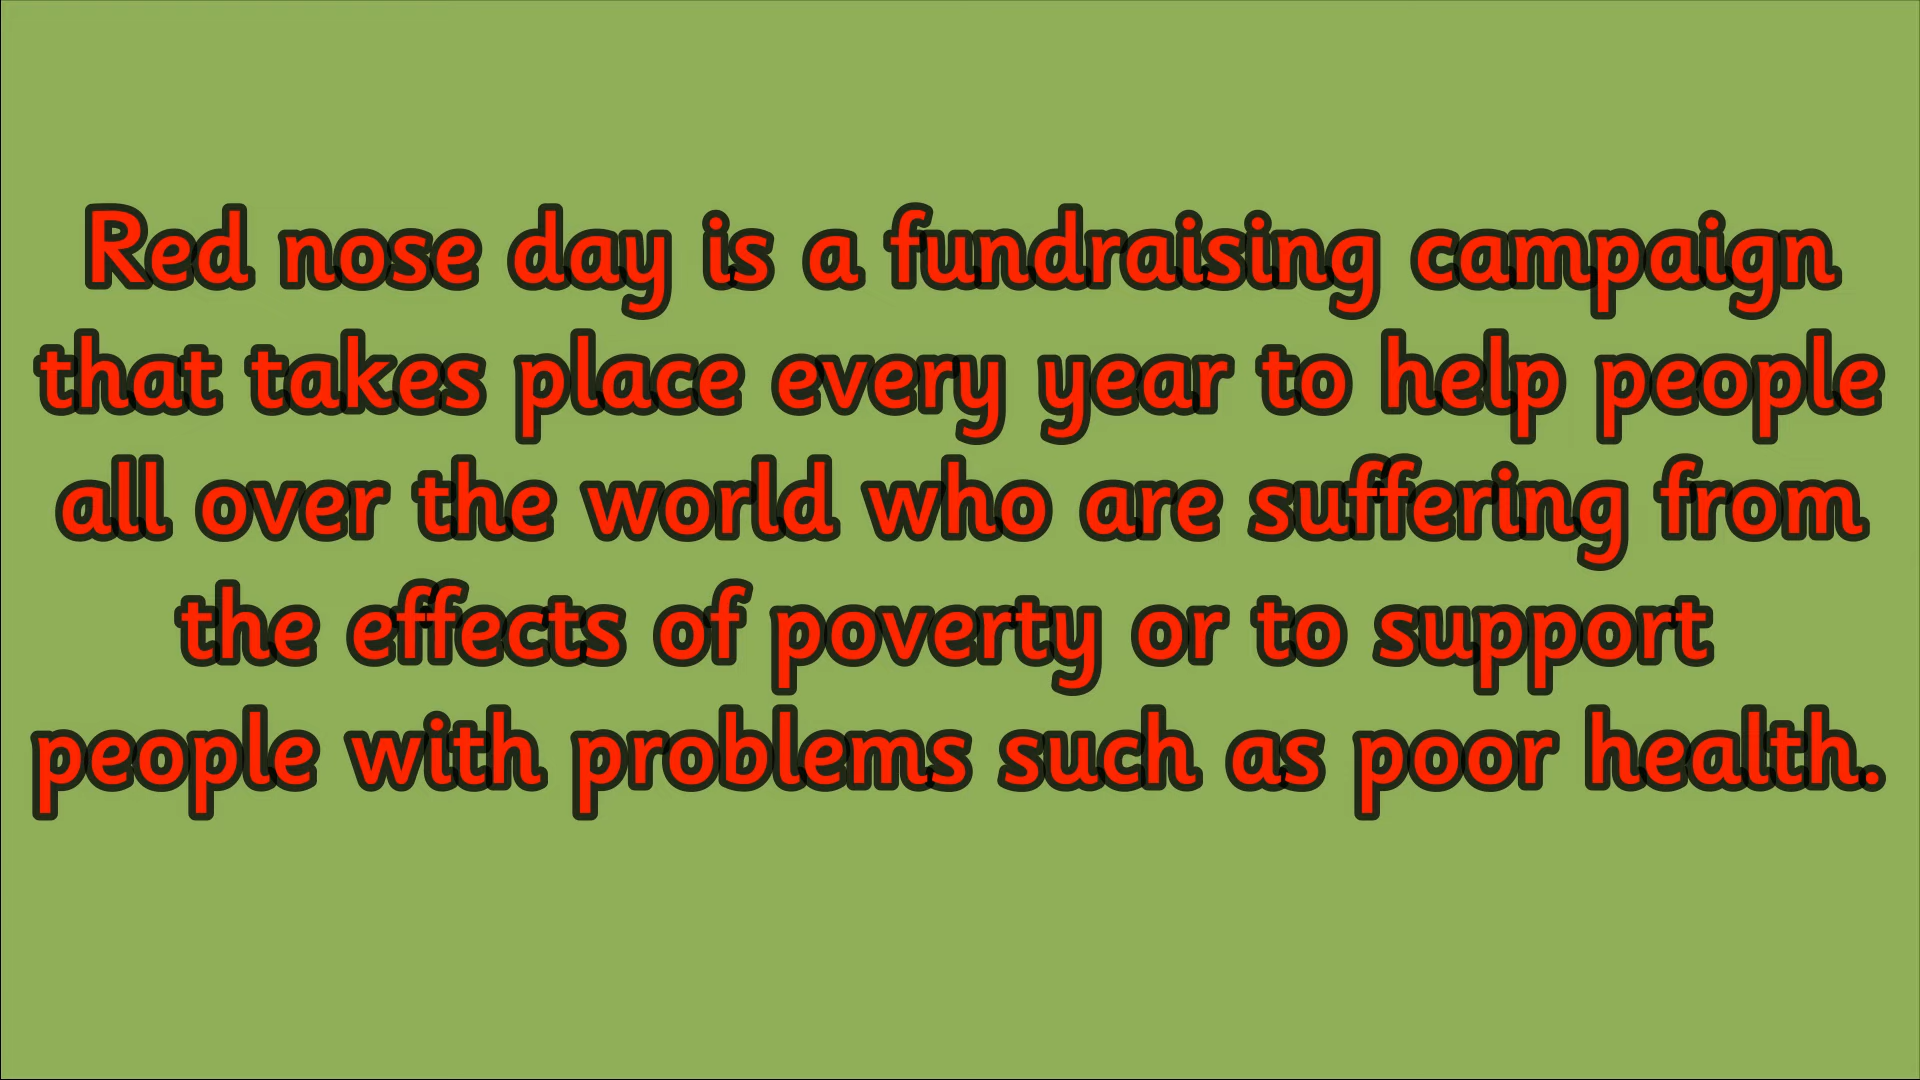 Red nose day is a fundraising campaign
that takes place every year to help people
all over the world who are suffering from
the effects of poverty or to support
people with problems such as poor health.